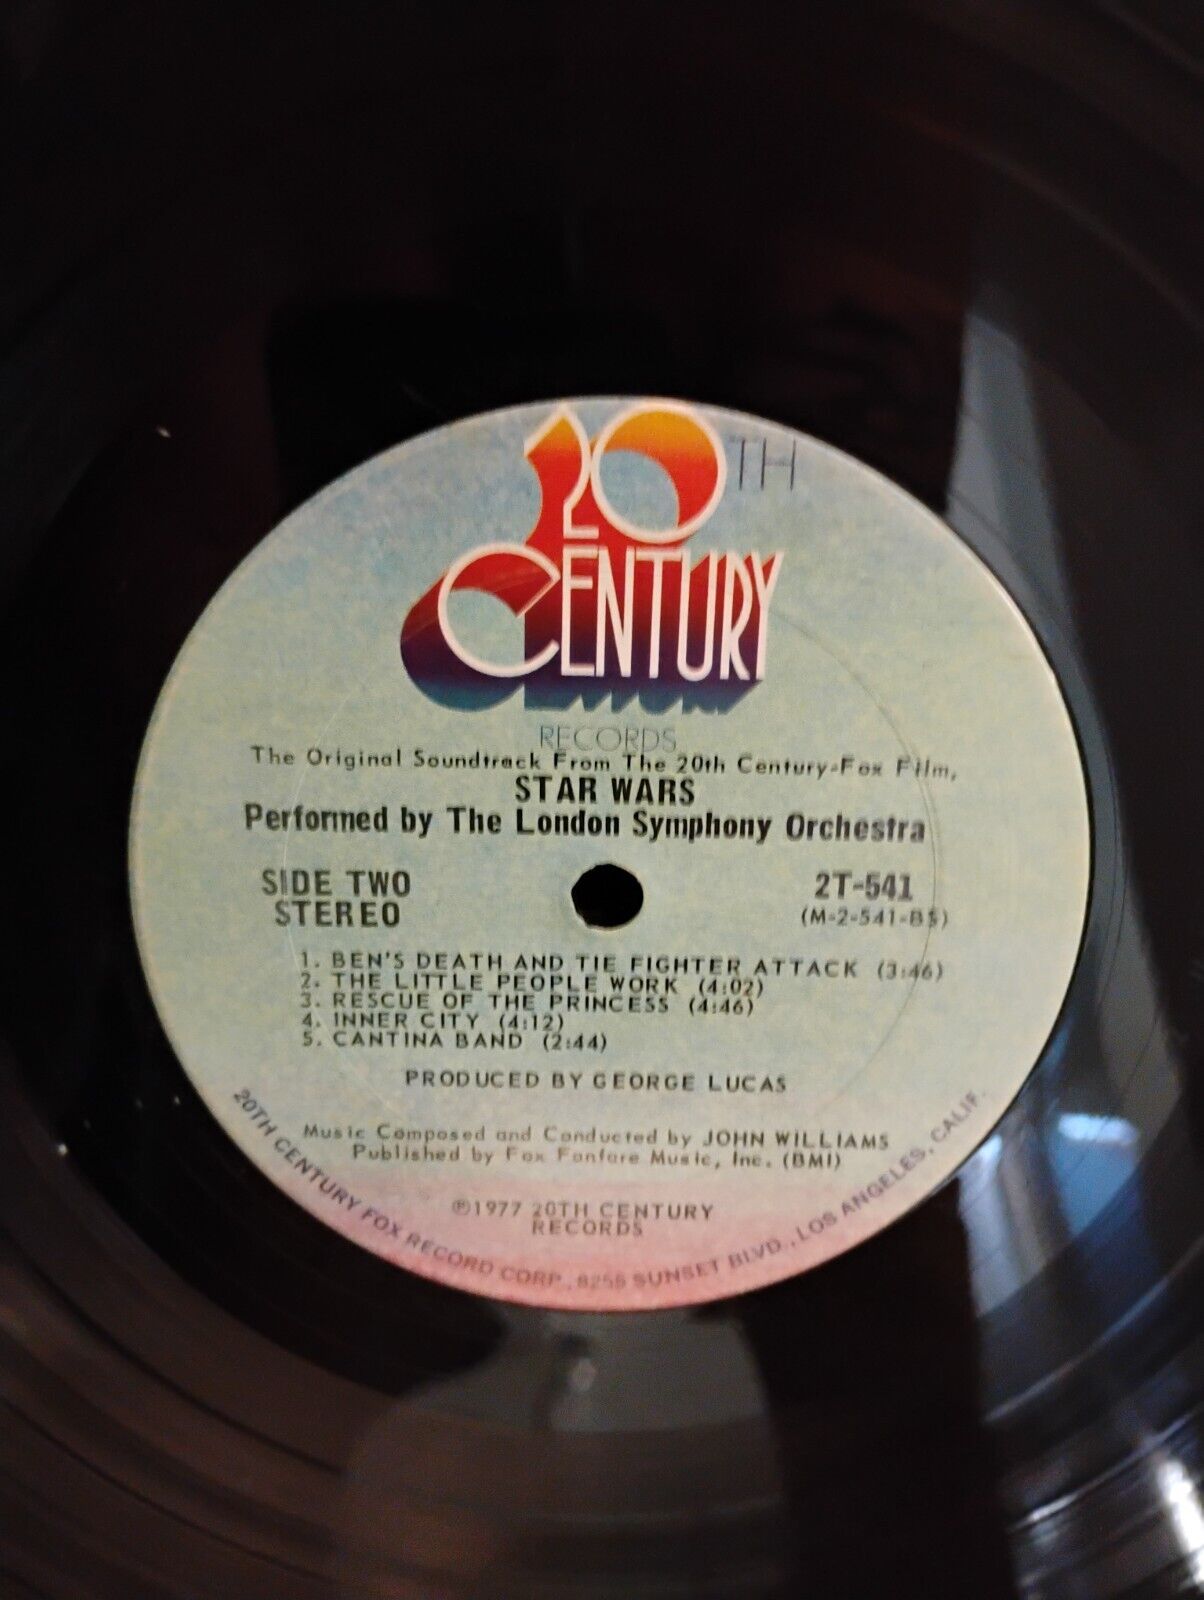 20TH
CENTURY
RECORDS
The Original Soundtrack From The 20th Century-Fox Film,
STAR WARS
Performed by The London Symphony Orchestra
SIDE TWO
STEREO
2T-541
(M-2-541-BS)
1. BEN'S DEATH AND TIE FIGHTER ATTACK (3:46)
2. THE LITTLE PEOPLE WORK (4:02)
3. RESCUE OF THE PRINCESS (4:46)
4. INNER CITY (4:12)
5. CANTINA BAND (2:44)
PRODUCED BY GEORGE LUCAS
Music Composed and Conducted by JOHN WILLIAMS
Published by Fox Fanfare Music, Inc. (BMI)
℗1977 20TH CENTURY
RECORDS
20TH CENTURY FOX RECORD CORP., 8255 SUNSET BLVD., LOS ANGELES, CALIF.